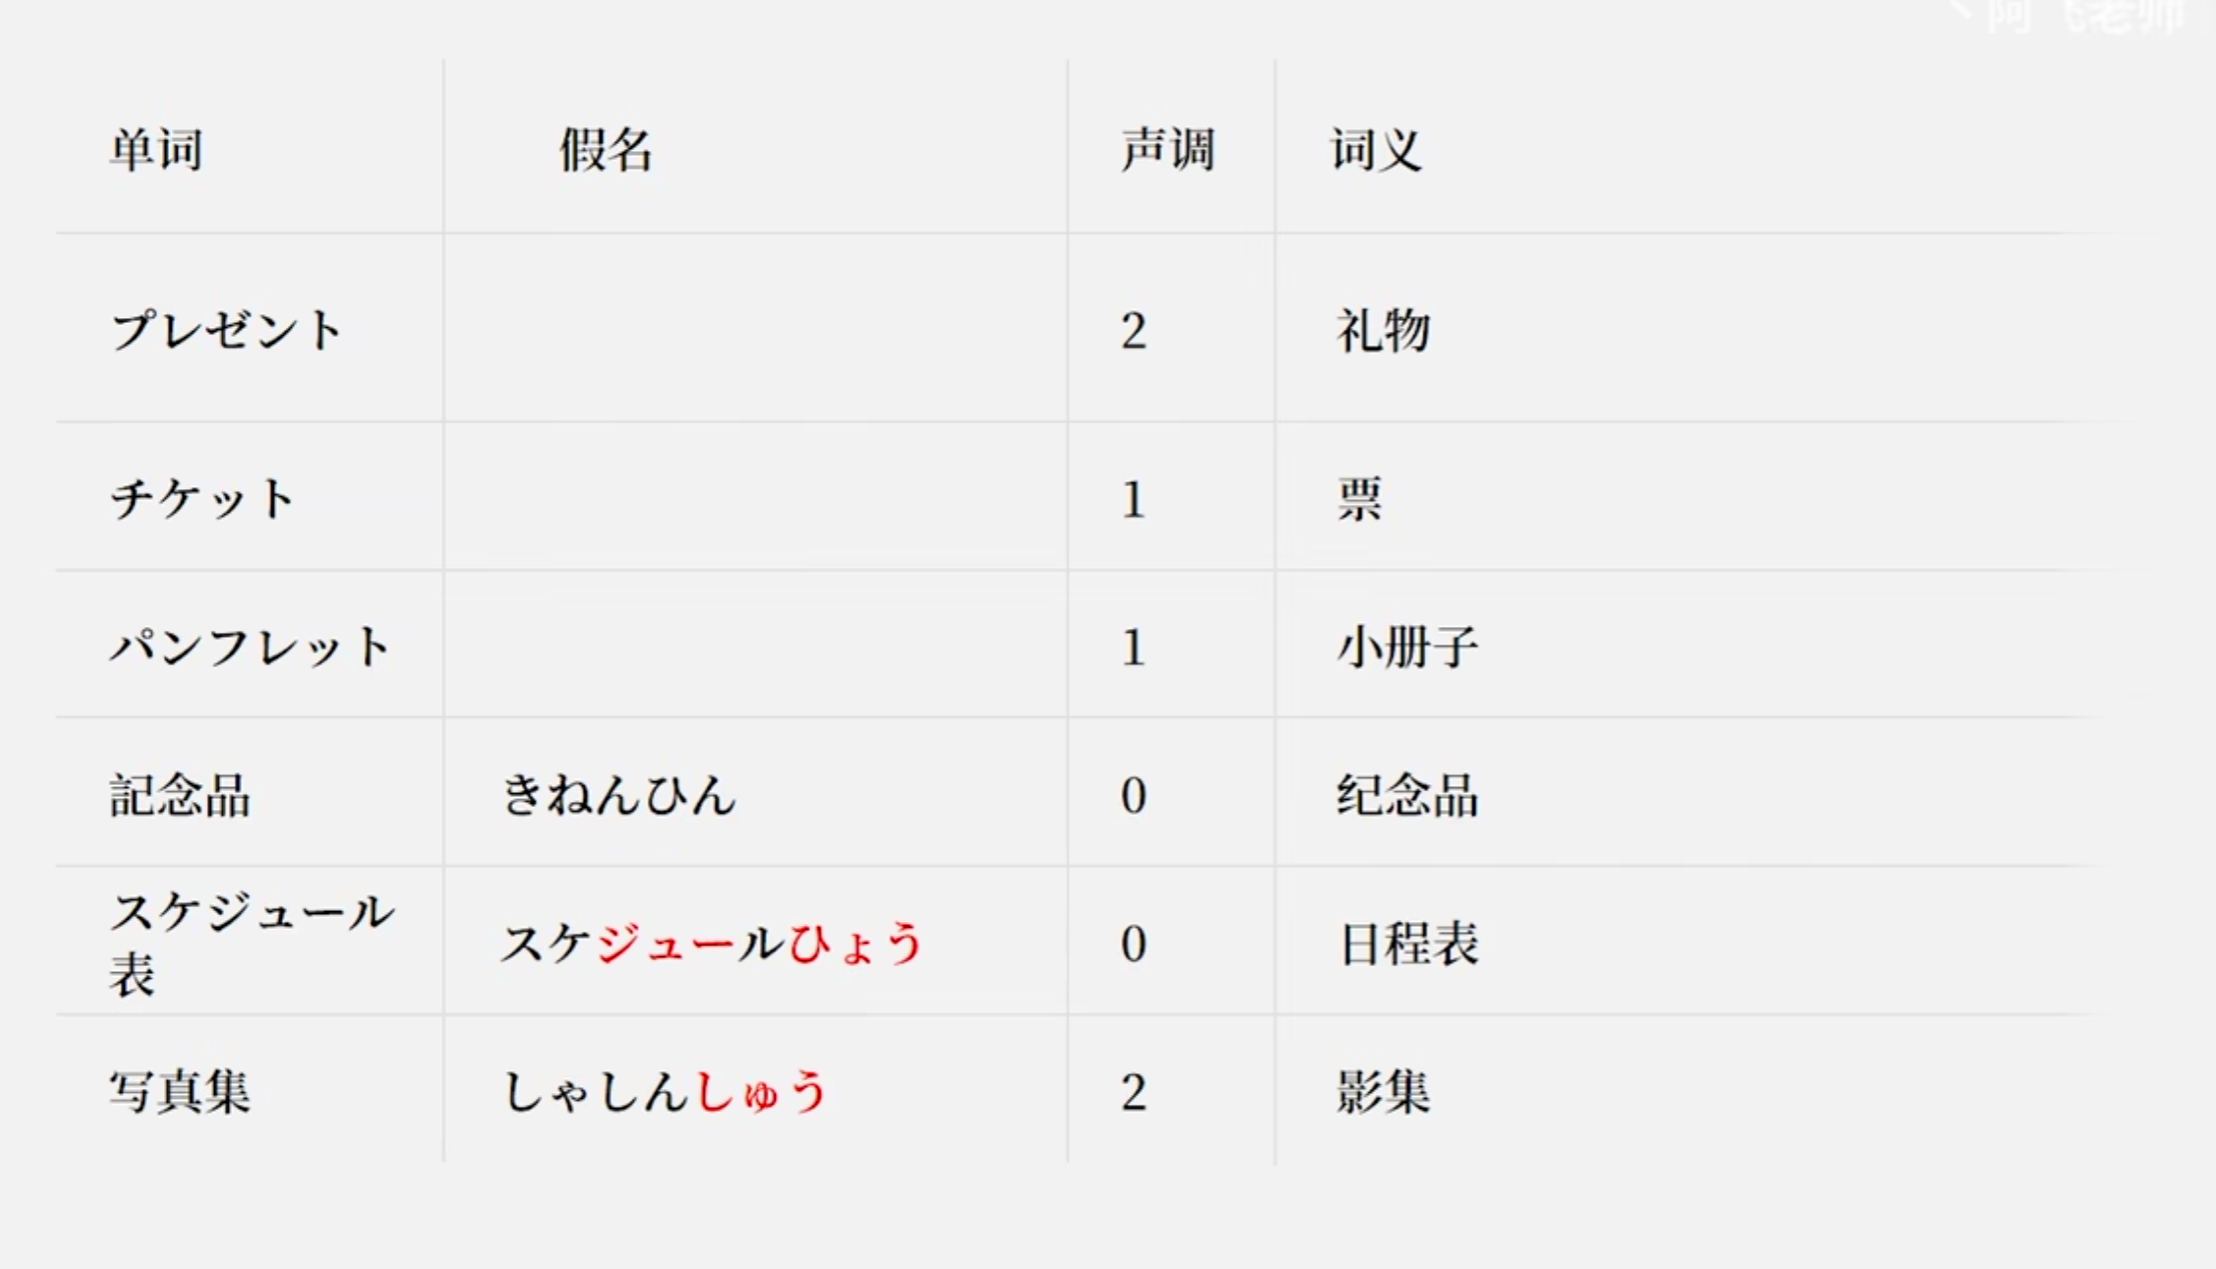 阿飞老师
单词 假名 声调 词义
プレゼント 2 礼物
チケット 1 票
パンフレット 1 小册子
記念品 きねんひん 0 纪念品
スケジュール
表 スケジュールひょう 0 日程表
写真集 しゃしんしゅう 2 影集